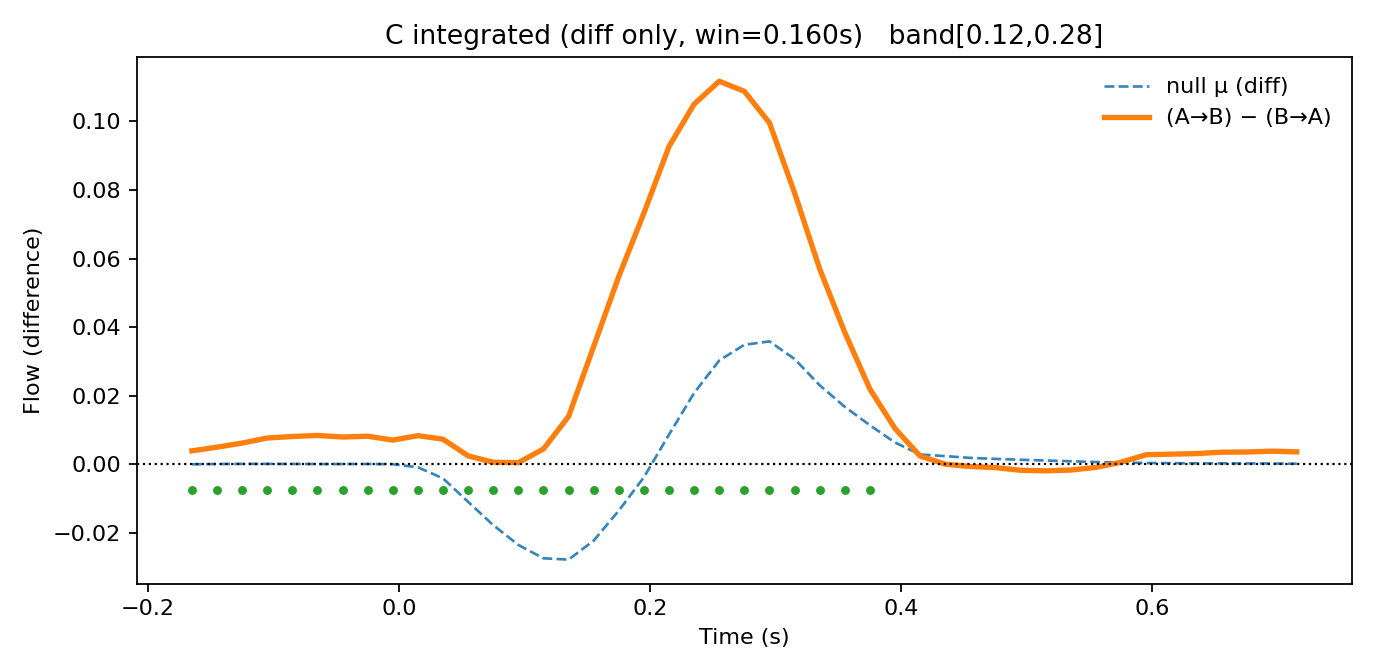 C integrated (diff only, win=0.160s)   band[0.12,0.28]
null μ (diff)
(A→B) − (B→A)
Flow (difference)
0.10
0.08
0.06
0.04
0.02
0.00
−0.02
−0.2
0.0
0.2
0.4
0.6
Time (s)